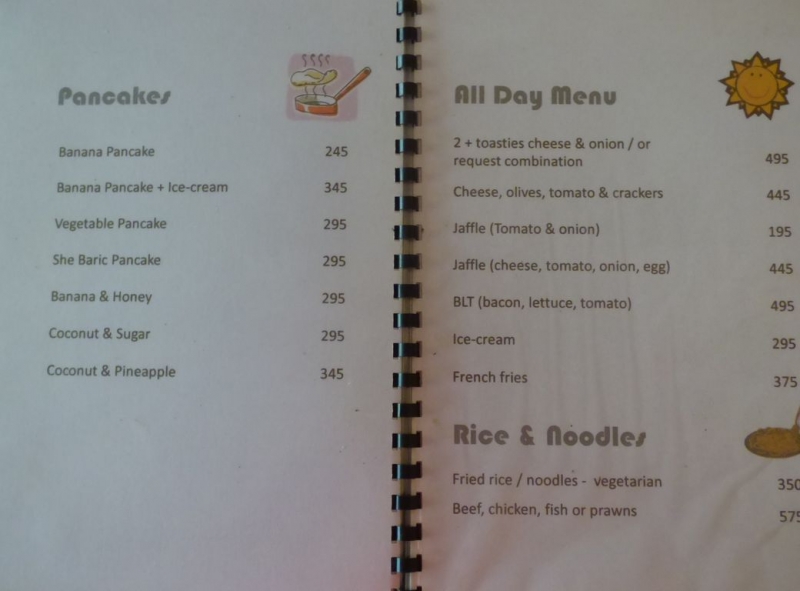 Pancakes
Banana Pancake 245
Banana Pancake + Ice-cream 345
Vegetable Pancake 295
She Baric Pancake 295
Banana & Honey 295
Coconut & Sugar 295
Coconut & Pineapple 345
All Day Menu
2 + toasties cheese & onion / or
request combination 495
Cheese, olives, tomato & crackers 445
Jaffle (Tomato & onion) 195
Jaffle (cheese, tomato, onion, egg) 445
BLT (bacon, lettuce, tomato) 495
Ice-cream 295
French fries 375
Rice & Noodles
Fried rice / noodles - vegetarian 350
Beef, chicken, fish or prawns 575